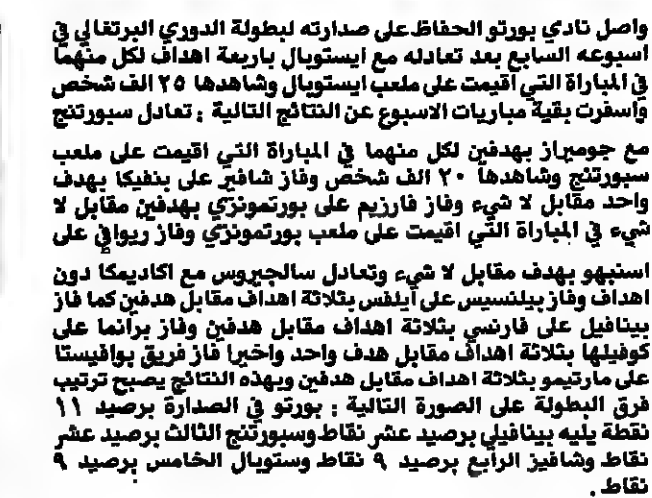 واصل نادي بورتو الحفاظ على صدارته لبطولة الدوري البرتغالي في
اسبوعه السابع بعد تعادله مع ايستوبال باربعة اهداف لكل منهما
في المباراة التي اقيمت على ملعب ايستوبال وشاهدها ٢٥ الف شخص
واسفرت بقية مباريات الاسبوع عن النتائج التالية : تعادل سبورتنج
مع جوميراز بهدفين لكل منهما في المباراة التي اقيمت على ملعب
سبورتنج وشاهدها ٢٠ الف شخص وفاز شافيز على بنفيكا بهدف
واحد مقابل لا شيء وفاز فارزيم على بورتمونزي بهدفين مقابل لا
شيء في المباراة التي اقيمت على ملعب بورتمونزي وفاز ريوافي على
اسنبهو بهدف مقابل لا شيء وتعادل سالجيروس مع اكاديمكا دون
اهداف وفاز بيلنسيس على آيلفس بثلاثة اهداف مقابل هدفين كما فاز
بينافيل على فارنسي بثلاثة اهداف مقابل هدفين وفاز برانما على
كوفيلها بثلاثة اهداف مقابل هدف واحد واخيرا فاز فريق بوافيستا
على مارتيمو بثلاثة اهداف مقابل هدفين وبهذه النتائج يصبح ترتيب
فرق البطولة على الصورة التالية : بورتو في الصدارة برصيد ١١
نقطة يليه بينافيلي برصيد عشر نقاط وسبورتنج الثالث برصيد عشر
نقاط وشافيز الرابع برصيد ٩ نقاط وستوبال الخامس برصيد ٩
نقاط .